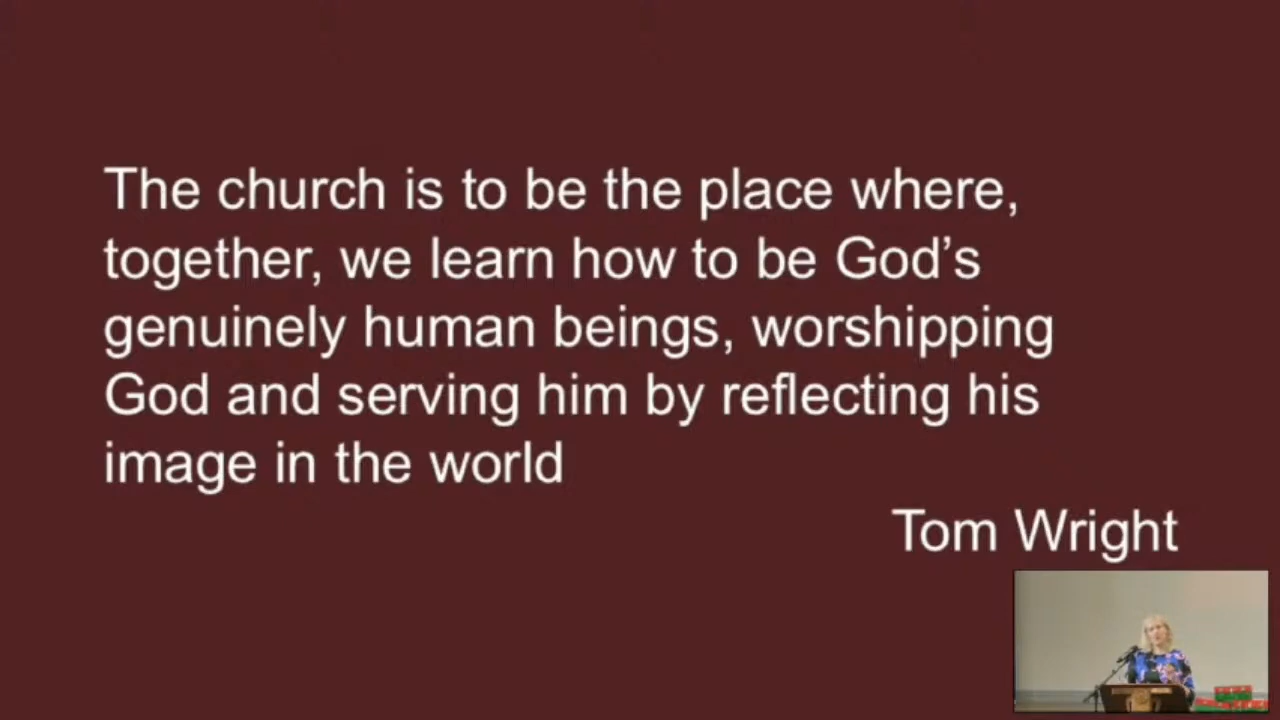 The church is to be the place where,
together, we learn how to be God’s
genuinely human beings, worshipping
God and serving him by reflecting his
image in the world
Tom Wright